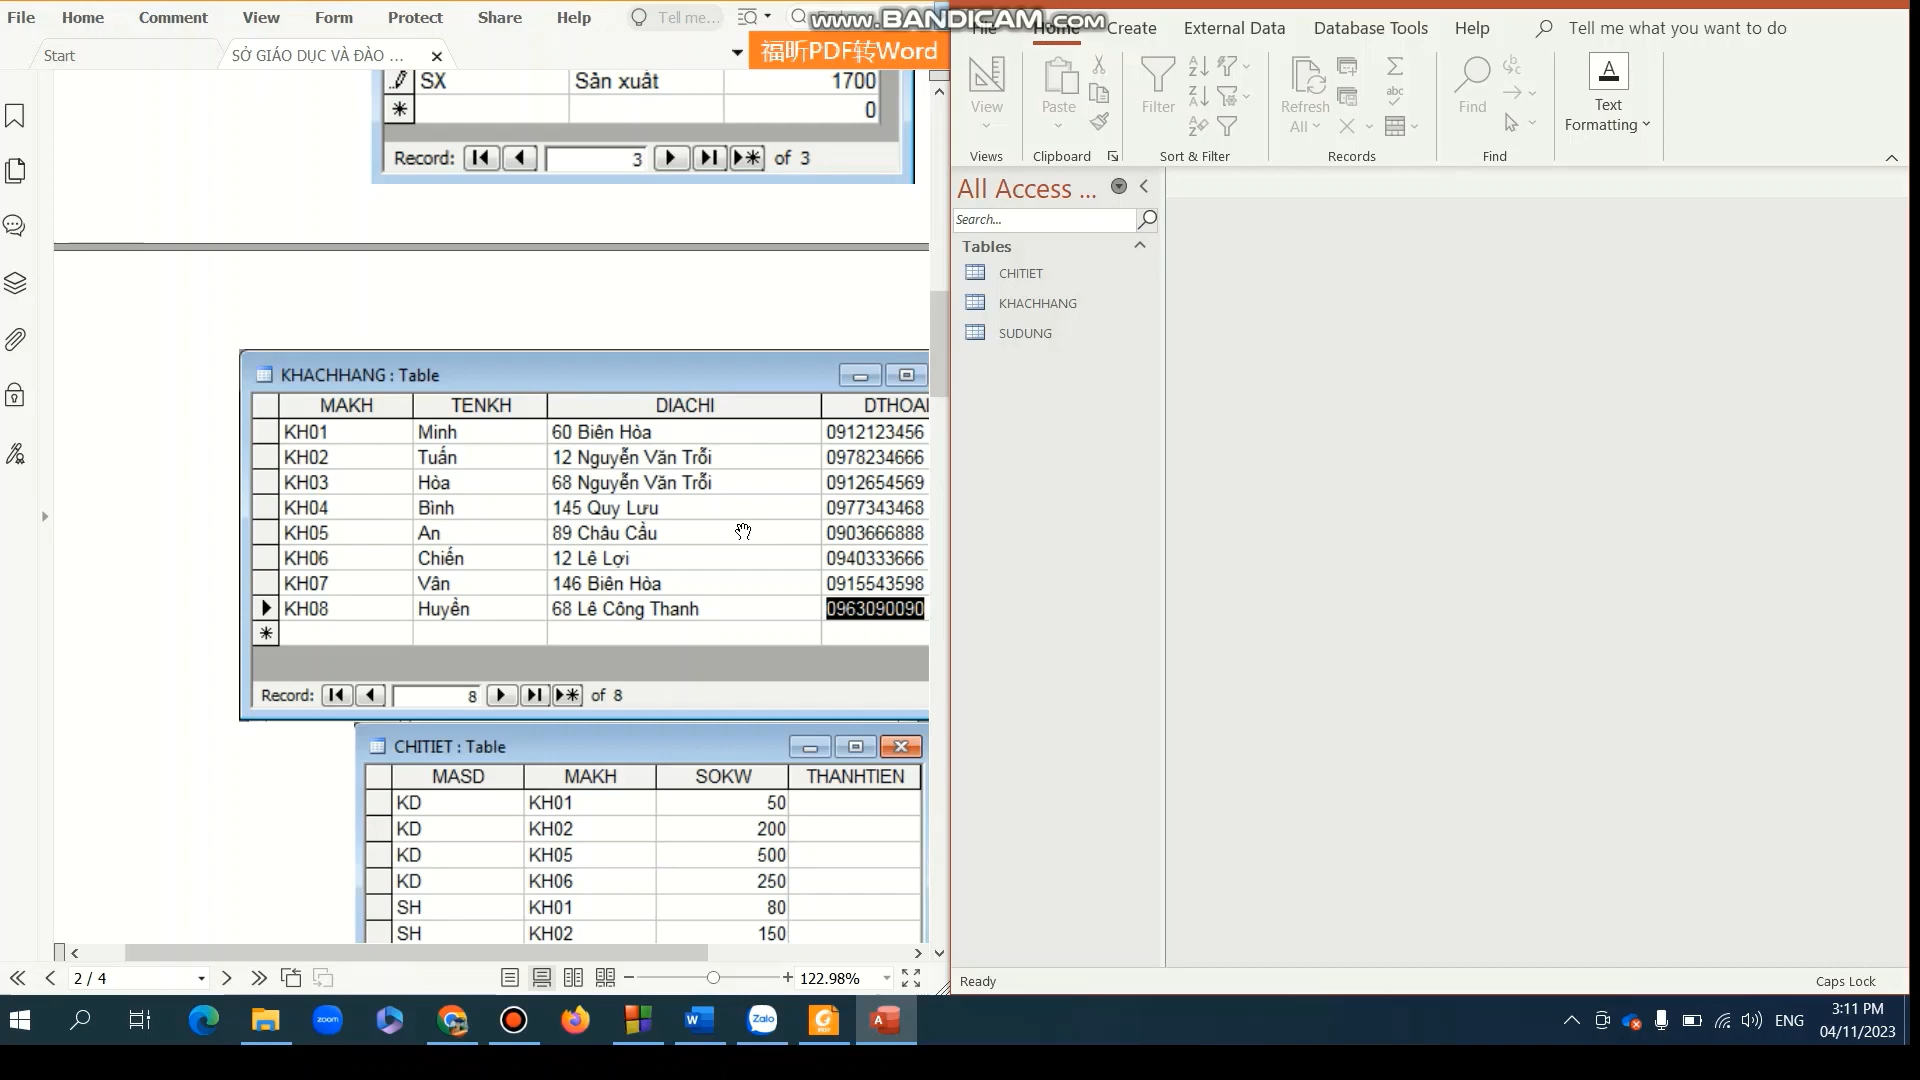 File Home Comment View Form Protect Share Help Tell me...
www.BANDICAM.com
Start
SỞ GIÁO DỤC VÀ ĐÀO ...
福昕PDF转Word
SX Sản xuất 1700
0
Record: 3 of 3
KHACHHANG : Table
MAKH TENKH DIACHI DTHOAI
KH01 Minh 60 Biên Hòa 0912123456
KH02 Tuấn 12 Nguyễn Văn Trỗi 0978234666
KH03 Hòa 68 Nguyễn Văn Trỗi 0912654569
KH04 Bình 145 Quy Lưu 0977343468
KH05 An 89 Châu Cầu 0903666888
KH06 Chiến 12 Lê Lợi 0940333666
KH07 Vân 146 Biên Hòa 0915543598
KH08 Huyền 68 Lê Công Thanh 0963090090
Record: 8 of 8
CHITIET : Table
MASD MAKH SOKW THANHTIEN
KD KH01 50
KD KH02 200
KD KH05 500
KD KH06 250
SH KH01 80
SH KH02 150
2 / 4
122.98%
File Home Create External Data Database Tools Help Tell me what you want to do
View
Paste
Filter
Refresh
All
Find
Text
Formatting
Views Clipboard Sort & Filter Records Find
All Access ...
Search...
Tables
CHITIET
KHACHHANG
SUDUNG
Ready
Caps Lock
zoom
Zalo
ENG
3:11 PM
04/11/2023